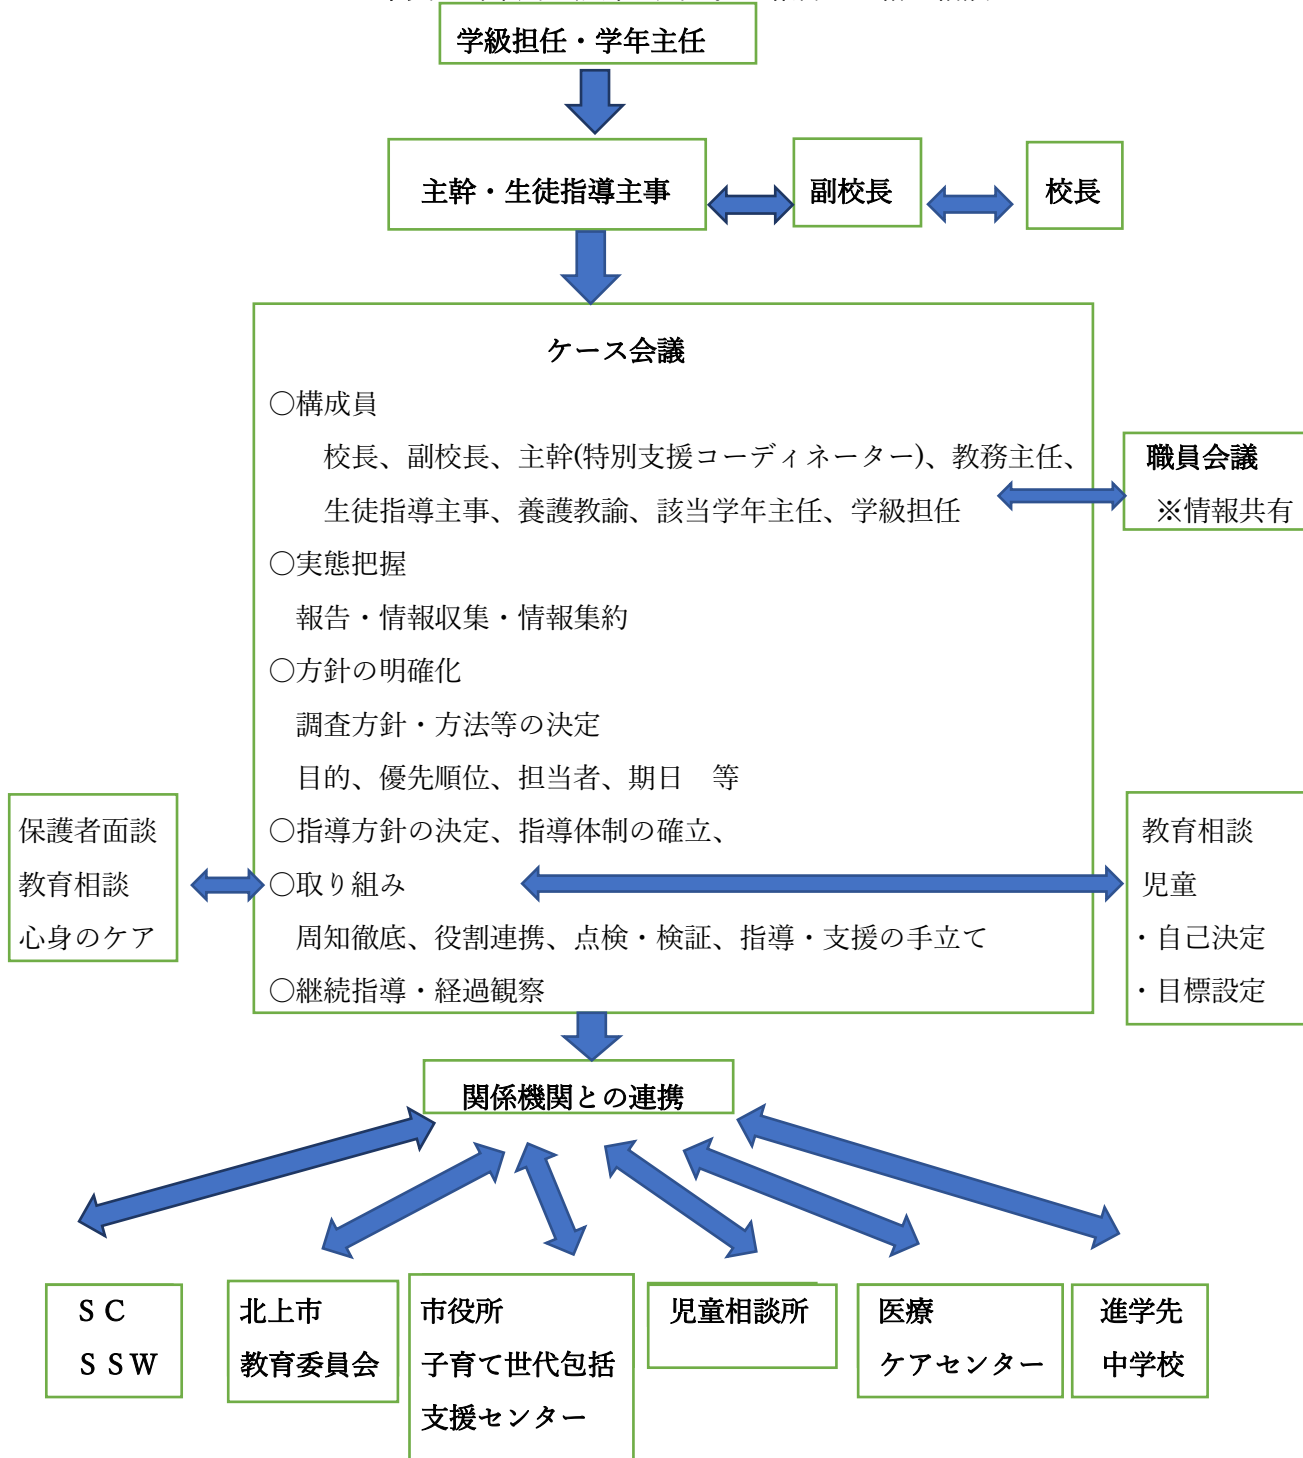 学級担任・学年主任
主幹・生徒指導主事
副校長
校長
ケース会議
○構成員
校長、副校長、主幹(特別支援コーディネーター)、教務主任、
生徒指導主事、養護教諭、該当学年主任、学級担任
職員会議
※情報共有
○実態把握
報告・情報収集・情報集約
○方針の明確化
調査方針・方法等の決定
目的、優先順位、担当者、期日　等
○指導方針の決定、指導体制の確立、
○取り組み
周知徹底、役割連携、点検・検証、指導・支援の手立て
○継続指導・経過観察
保護者面談
教育相談
心身のケア
教育相談
児童
・自己決定
・目標設定
関係機関との連携
ＳＣ
ＳＳＷ
北上市
教育委員会
市役所
子育て世代包括
支援センター
児童相談所
医療
ケアセンター
進学先
中学校